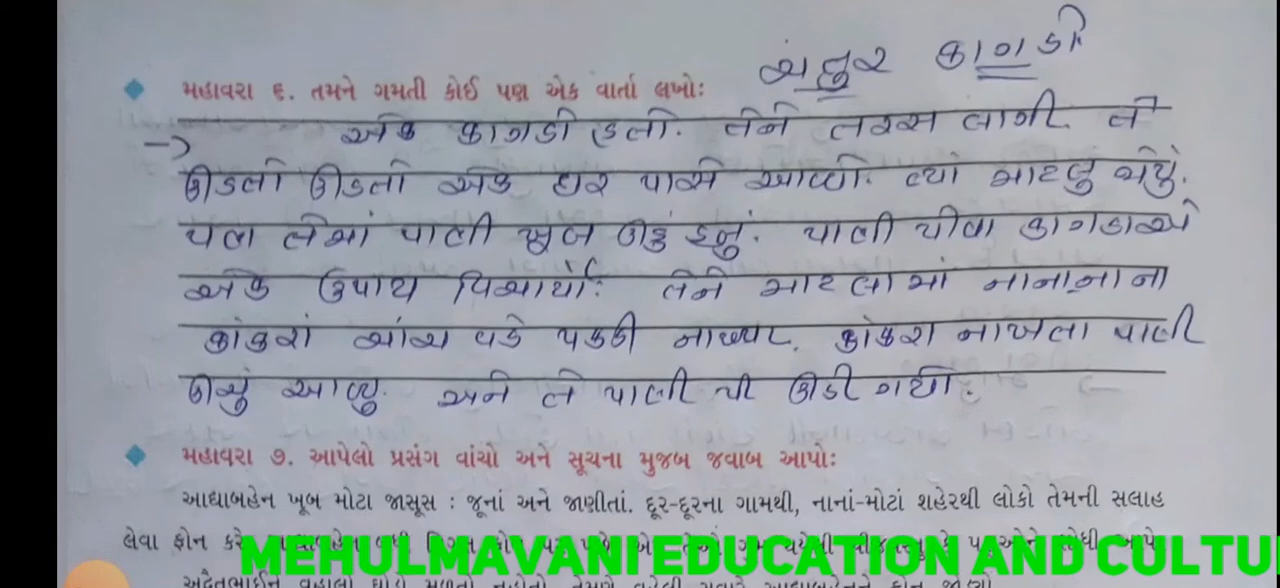 ચતુર કાગડો
મહાવરા ૬. તમને ગમતી કોઈ પણ એક વાર્તા લખો:
→ એક કાગડો હતો. તેને તરસ લાગી. તે
ઊડતો ઊડતો એક ઘર પાસે આવ્યો. ત્યાં માટલું જોયું.
પણ તેમાં પાણી ખૂબ ઊંડું હતું. પાણી પીવા કાગડાએ
એક ઉપાય વિચાર્યો. તેને માટલામાં નાના નાના
કાંકરાં ચાંચ વડે પકડી કાંકરા નાખતા પાણી
ઊંચું આવ્યુ. અને તે પાણી પી ઊડી ગયો.
મહાવરા ૭. આપેલો પ્રસંગ વાંચો અને સૂચના મુજબ જવાબ આપો:
આદ્યાબહેન ખૂબ મોટા જાસૂસ : જૂનાં અને જાણીતાં. દૂર-દૂરના ગામથી, નાનાં-મોટાં શહેરથી લોકો તેમની સલાહ
લેવા ફોન કરે
MEHULMAVANI EDUCATION AND CULTU